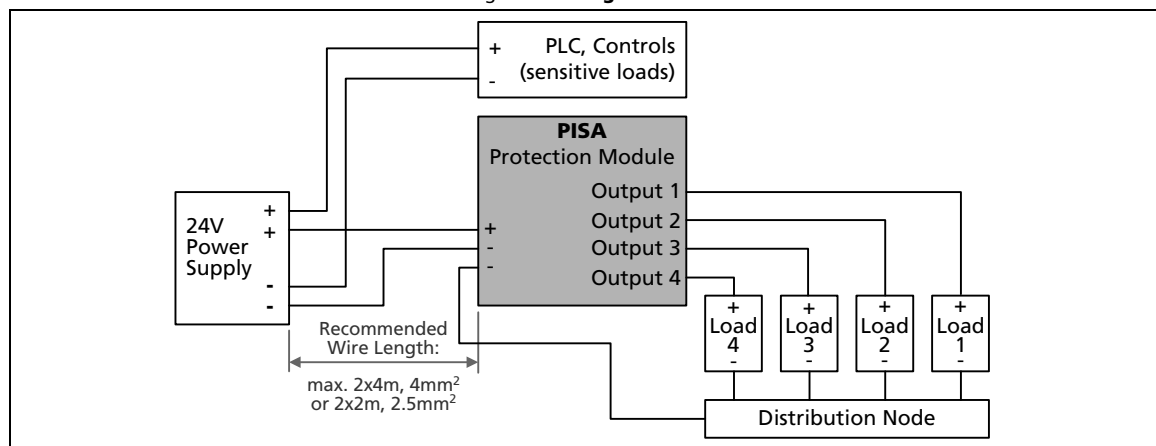 + PLC, Controls
- (sensitive loads)
PISA
Protection Module
Output 1
Output 2
Output 3
Output 4
+
-
-
24V
Power
Supply
+
+
-
-
Recommended
Wire Length:
max. 2x4m, 4mm²
or 2x2m, 2.5mm²
+
Load
4
-
+
Load
3
-
+
Load
2
-
+
Load
1
-
Distribution Node